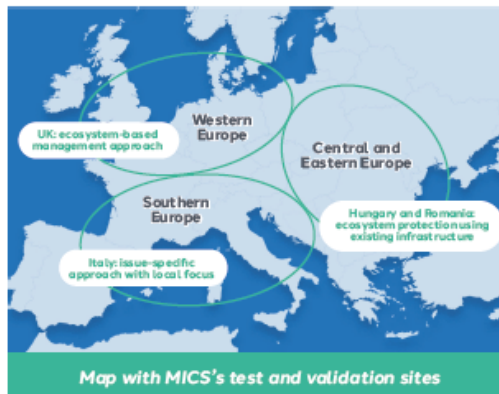 Western
Europe
UK: ecosystem-based
management approach
Central and
Eastern Europe
Southern
Europe
Hungary and Romania:
ecosystem protection using
existing infrastructure
Italy: issue-specific
approach with local focus
Map with MICS's test and validation sites